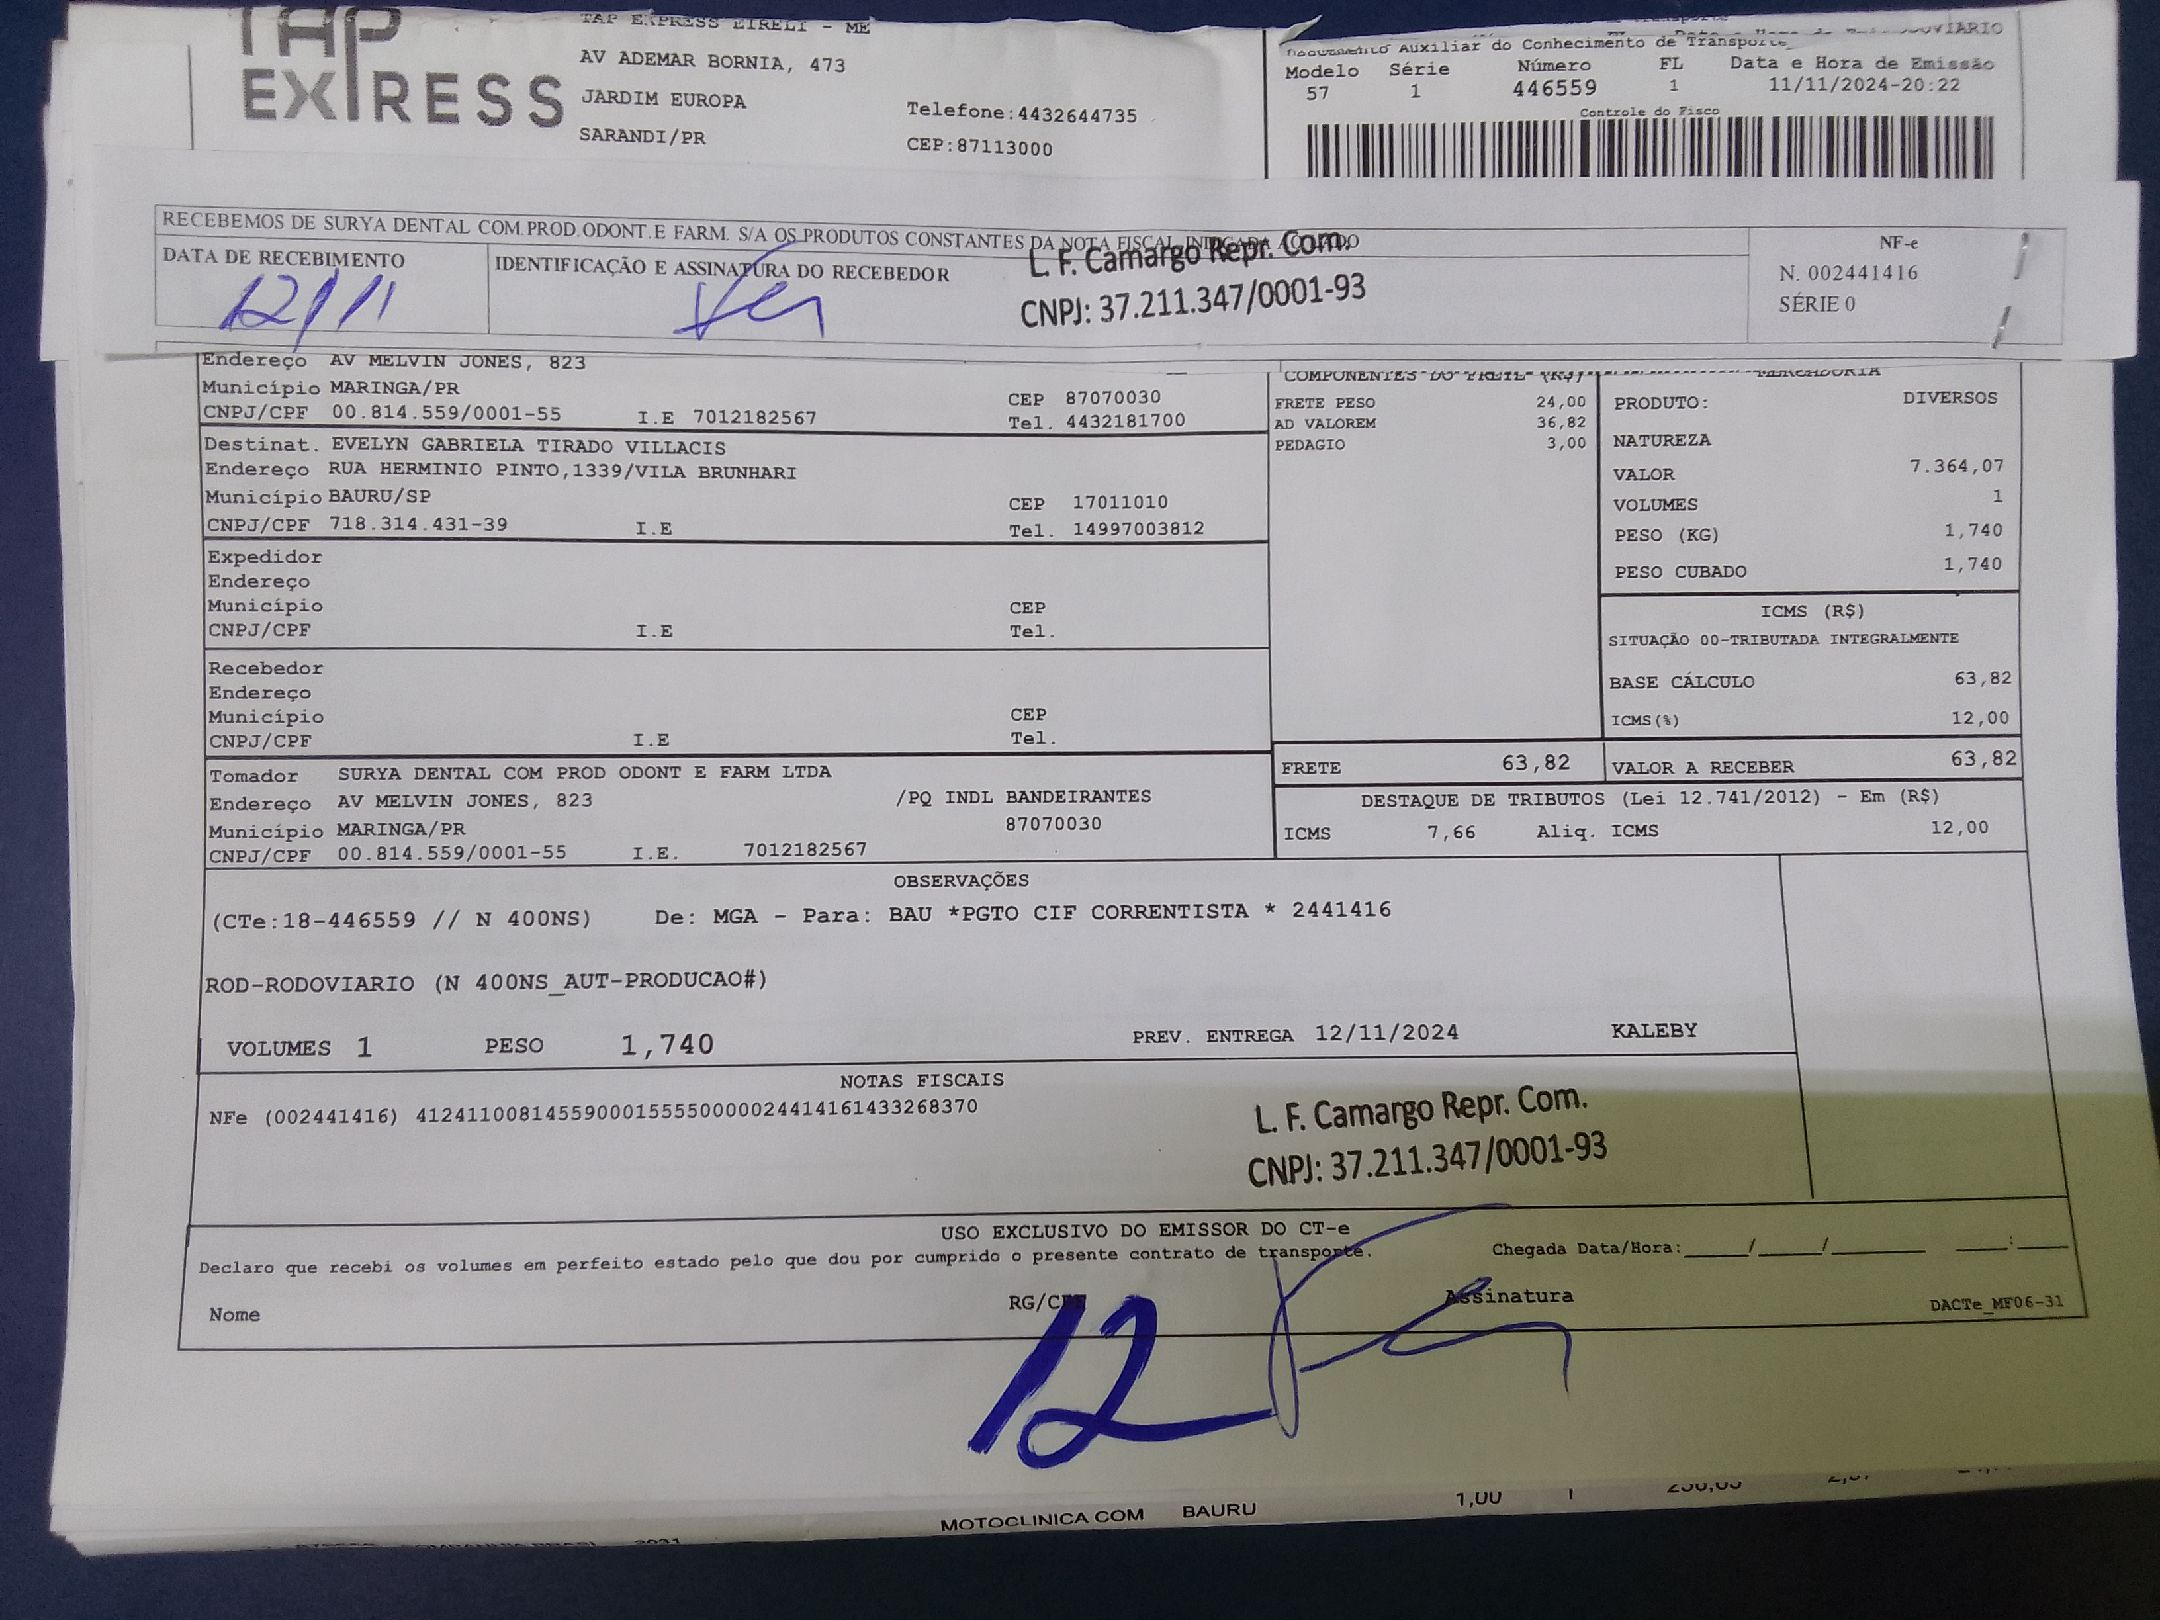 TAP
EXPRESS
TAP EXPRESS EIRELI - ME
AV ADEMAR BORNIA, 473
JARDIM EUROPA
SARANDI/PR
Telefone:4432644735
CEP:87113000
Documento Auxiliar do Conhecimento de Transporte
Modelo Série Número FL Data e Hora de Emissão
57 1 446559 1 11/11/2024-20:22
Controle do Fisco
RECEBEMOS DE SURYA DENTAL COM.PROD.ODONT.E FARM. S/A OS PRODUTOS CONSTANTES DA NOTA FISCAL INDICADA AO LADO
DATA DE RECEBIMENTO
12/11
IDENTIFICAÇÃO E ASSINATURA DO RECEBEDOR
L. F. Camargo Repr. Com.
CNPJ: 37.211.347/0001-93
NF-e
N. 002441416
SÉRIE 0
Endereço AV MELVIN JONES, 823
Município MARINGA/PR CEP 87070030
CNPJ/CPF 00.814.559/0001-55 I.E 7012182567 Tel. 4432181700
Destinat. EVELYN GABRIELA TIRADO VILLACIS
Endereço RUA HERMINIO PINTO,1339/VILA BRUNHARI
Município BAURU/SP CEP 17011010
CNPJ/CPF 718.314.431-39 I.E Tel. 14997003812
Expedidor
Endereço
Município CEP
CNPJ/CPF I.E Tel.
Recebedor
Endereço
Município CEP
CNPJ/CPF I.E Tel.
Tomador SURYA DENTAL COM PROD ODONT E FARM LTDA
Endereço AV MELVIN JONES, 823 /PQ INDL BANDEIRANTES
Município MARINGA/PR 87070030
CNPJ/CPF 00.814.559/0001-55 I.E. 7012182567
COMPONENTES DO FRETE (R$)
FRETE PESO 24,00
AD VALOREM 36,82
PEDAGIO 3,00
MERCADORIA
PRODUTO: DIVERSOS
NATUREZA
VALOR 7.364,07
VOLUMES 1
PESO (KG) 1,740
PESO CUBADO 1,740
ICMS (R$)
SITUAÇÃO 00-TRIBUTADA INTEGRALMENTE
BASE CÁLCULO 63,82
ICMS(%) 12,00
FRETE 63,82 VALOR A RECEBER 63,82
DESTAQUE DE TRIBUTOS (Lei 12.741/2012) - Em (R$)
ICMS 7,66 Aliq. ICMS 12,00
OBSERVAÇÕES
(CTe:18-446559 // N 400NS) De: MGA - Para: BAU *PGTO CIF CORRENTISTA * 2441416
ROD-RODOVIARIO (N 400NS_AUT-PRODUCAO#)
VOLUMES 1 PESO 1,740 PREV. ENTREGA 12/11/2024 KALEBY
NOTAS FISCAIS
NFe (002441416) 41241100814559000155550000024414161433268370
L. F. Camargo Repr. Com.
CNPJ: 37.211.347/0001-93
USO EXCLUSIVO DO EMISSOR DO CT-e
Declaro que recebi os volumes em perfeito estado pelo que dou por cumprido o presente contrato de transporte. Chegada Data/Hora:____/____/______ ___:___
Nome RG/CPF Assinatura DACTe_MF06-31
12
MOTOCLINICA COM BAURU 1,00